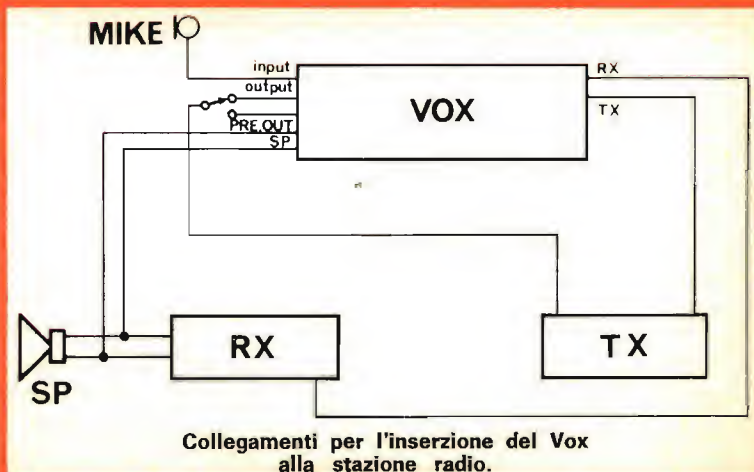 MIKE
input
output
PRE.OUT
SP
VOX
RX
TX
SP
RX
TX
Collegamenti per l'inserzione del Vox
alla stazione radio.